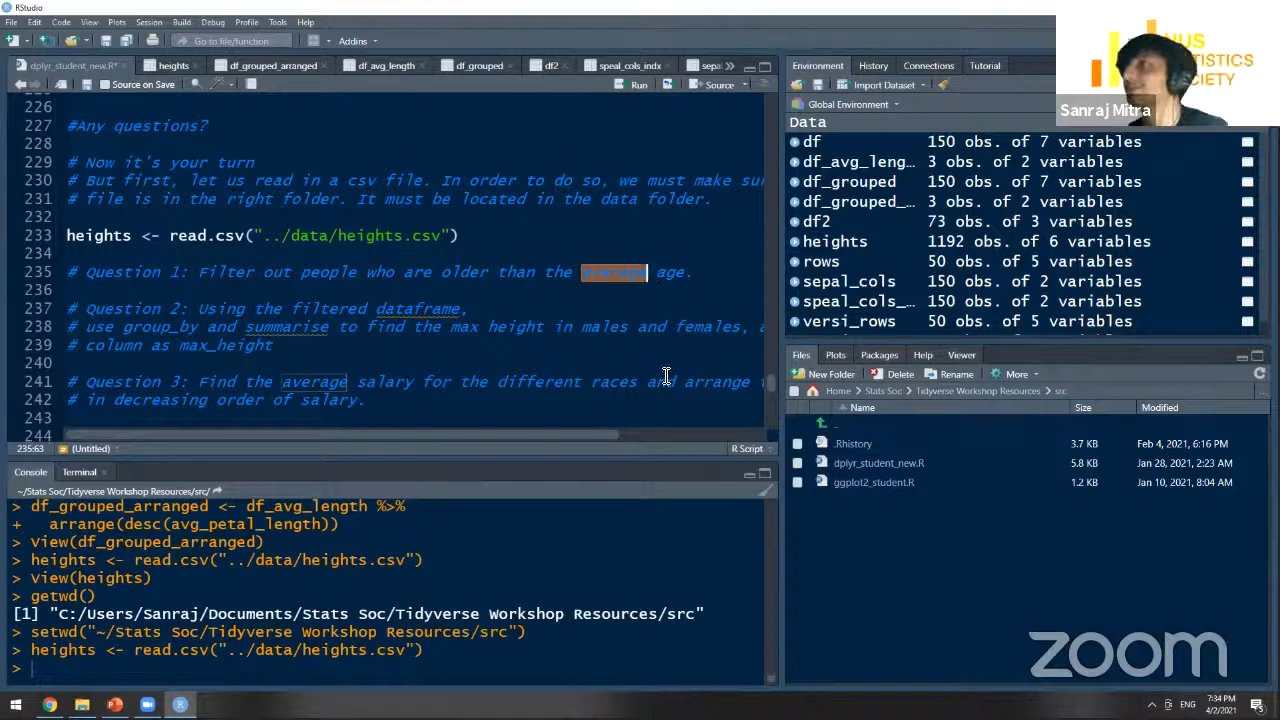 RStudio
File Edit Code View Plots Session Build Debug Profile Tools Help
Go to file/function Addins
dplyr_student_new.R* heights df_grouped_arranged df_avg_length df_grouped df2 speal_cols_indx sepa
Source on Save Run Source
226
227 #Any questions?
228
229 # Now it's your turn
230 # But first, let us read in a csv file. In order to do so, we must make sur
231 # file is in the right folder. It must be located in the data folder.
232
233 heights <- read.csv("../data/heights.csv")
234
235 # Question 1: Filter out people who are older than the average age.
236
237 # Question 2: Using the filtered dataframe,
238 # use group_by and summarise to find the max height in males and females, a
239 # column as max_height
240
241 # Question 3: Find the average salary for the different races and arrange
242 # in decreasing order of salary.
243
244
235:63 (Untitled) R Script
Console Terminal
~/Stats Soc/Tidyverse Workshop Resources/src/
> df_grouped_arranged <- df_avg_length %>%
+ arrange(desc(avg_petal_length))
> View(df_grouped_arranged)
> heights <- read.csv("../data/heights.csv")
> View(heights)
> getwd()
[1] "C:/Users/Sanraj/Documents/Stats Soc/Tidyverse Workshop Resources/src"
> setwd("~/Stats Soc/Tidyverse Workshop Resources/src")
> heights <- read.csv("../data/heights.csv")
>
Environment History Connections Tutorial
Import Dataset
Global Environment
Data
df 150 obs. of 7 variables
df_avg_leng… 3 obs. of 2 variables
df_grouped 150 obs. of 7 variables
df_grouped_… 3 obs. of 2 variables
df2 73 obs. of 3 variables
heights 1192 obs. of 6 variables
rows 50 obs. of 5 variables
sepal_cols 150 obs. of 2 variables
speal_cols_… 150 obs. of 2 variables
versi_rows 50 obs. of 5 variables
Files Plots Packages Help Viewer
New Folder Delete Rename More
Home Stats Soc Tidyverse Workshop Resources src
Name Size Modified
..
.Rhistory 3.7 KB Feb 4, 2021, 6:16 PM
dplyr_student_new.R 5.8 KB Jan 28, 2021, 2:23 AM
ggplot2_student.R 1.2 KB Jan 10, 2021, 8:04 AM
Sanraj Mitra
zoom
ENG
7:34 PM
4/2/2021
5